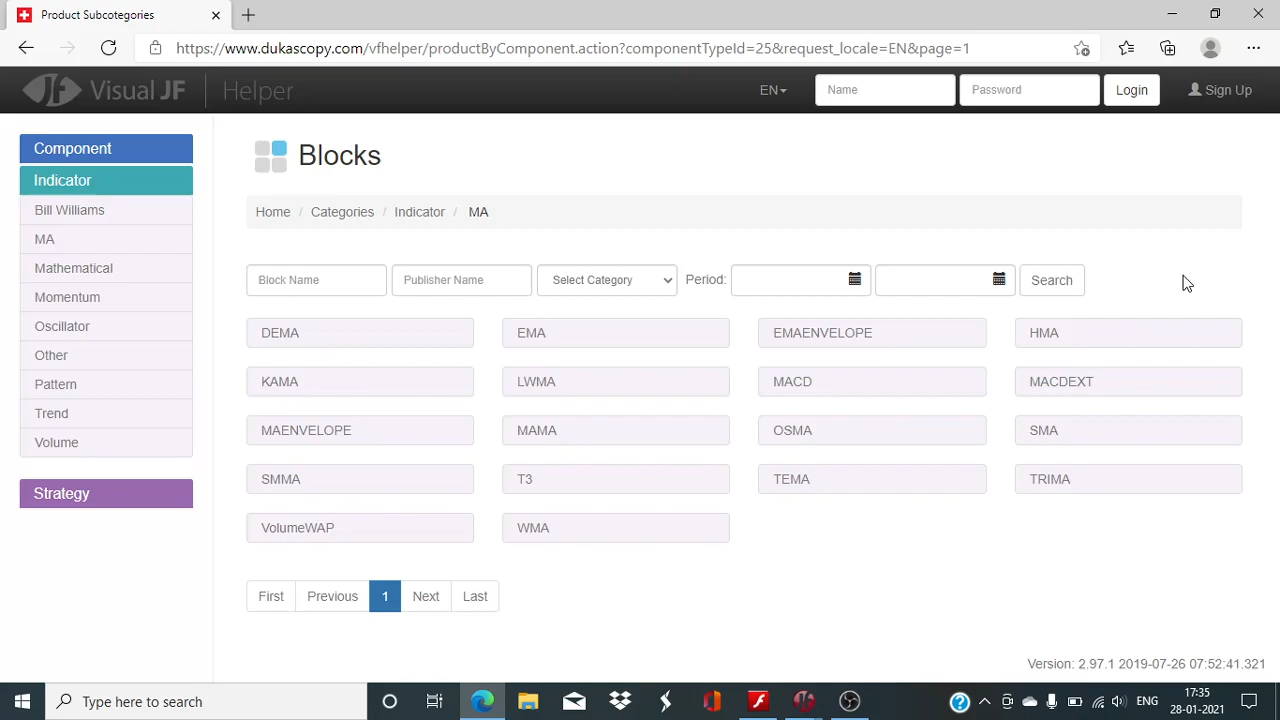 Product Subcotegories
https://www.dukascopy.com/vfhelper/productByComponent.action?componentTypeId=25&request_locale=EN&page=1
Visual JF Helper EN Name Password Login Sign Up
Component
Indicator
Bill Williams
MA
Mathematical
Momentum
Oscillator
Other
Pattern
Trend
Volume
Strategy
Blocks
Home / Categories / Indicator / MA
Block Name Publisher Name Select Category Period: Search
DEMA EMA EMAENVELOPE HMA
KAMA LWMA MACD MACDEXT
MAENVELOPE MAMA OSMA SMA
SMMA T3 TEMA TRIMA
VolumeWAP WMA
First Previous 1 Next Last
Version: 2.97.1 2019-07-26 07:52:41.321
Type here to search
ENG
17:35
28-01-2021